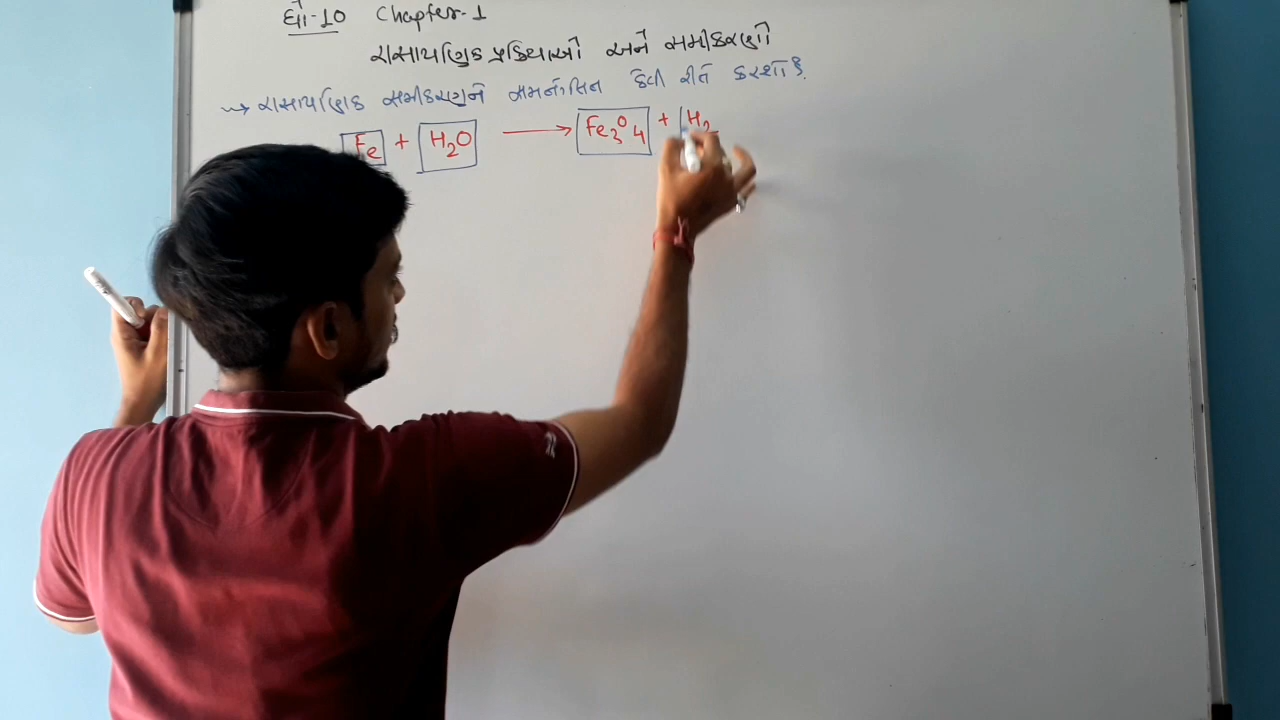 ધો-10 Chapter-1
રાસાયણિક પ્રક્રિયાઓ અને સમીકરણો
→ રાસાયણિક સમીકરણને સમતોલિત કેવી રીતે કરશો?
Fe + H₂O → Fe₃O₄ + H₂